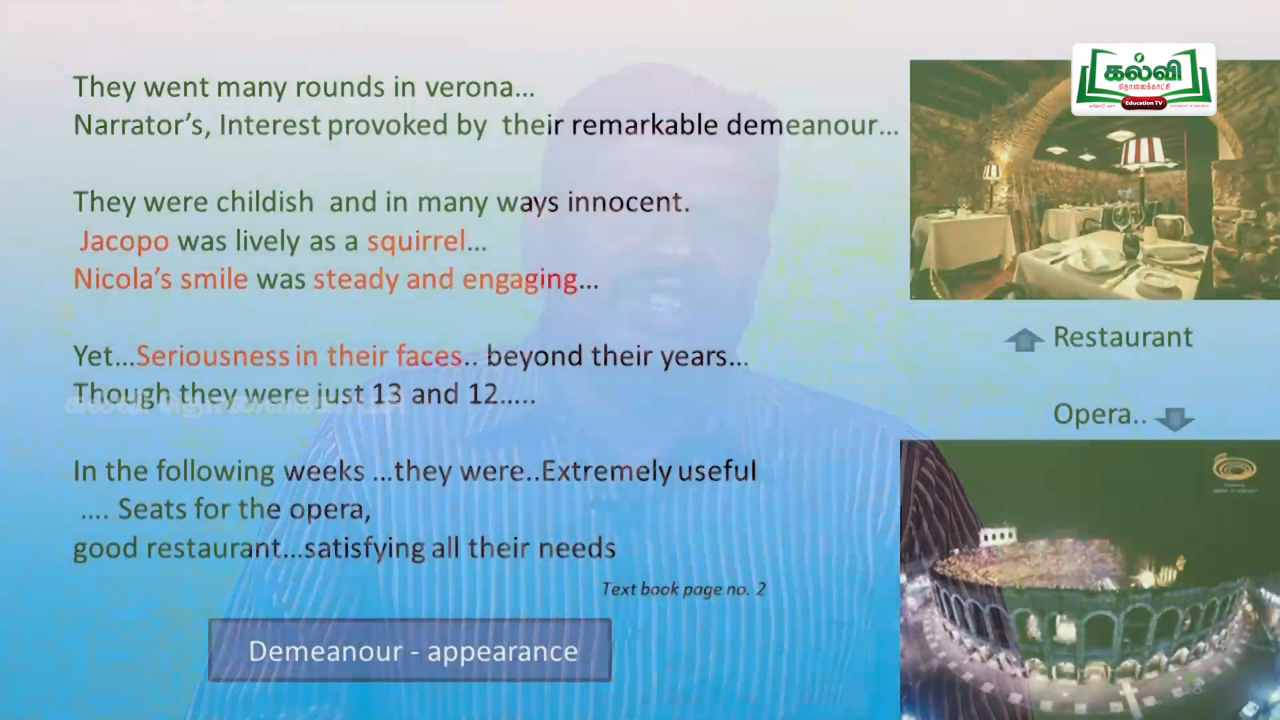 கல்வி
தொலைக்காட்சி
Education TV
They went many rounds in verona...
Narrator's, Interest provoked by their remarkable demeanour...
They were childish and in many ways innocent.
Jacopo was lively as a squirrel...
Nicola's smile was steady and engaging...
Yet...Seriousness in their faces.. beyond their years...
Though they were just 13 and 12.....
In the following weeks ...they were..Extremely useful
.... Seats for the opera,
good restaurant...satisfying all their needs
Text book page no. 2
Demeanour - appearance
Restaurant
Opera..